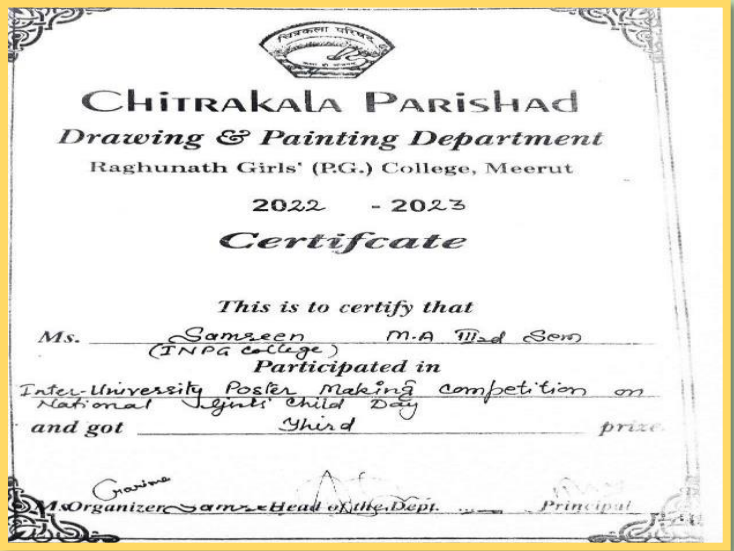 चित्रकला परिषद
Chitrakala Parishad
Drawing & Painting Department
Raghunath Girls' (P.G.) College, Meerut
2022 - 2023
Certifcate
This is to certify that
Ms. Samreen M.A IIIrd Sem
(INPG College)
Participated in
Inter-University Poster Making competition on
National Girls' Child Day
and got Third prize
Garima
Ms. Organizer Head of the Dept. Principal